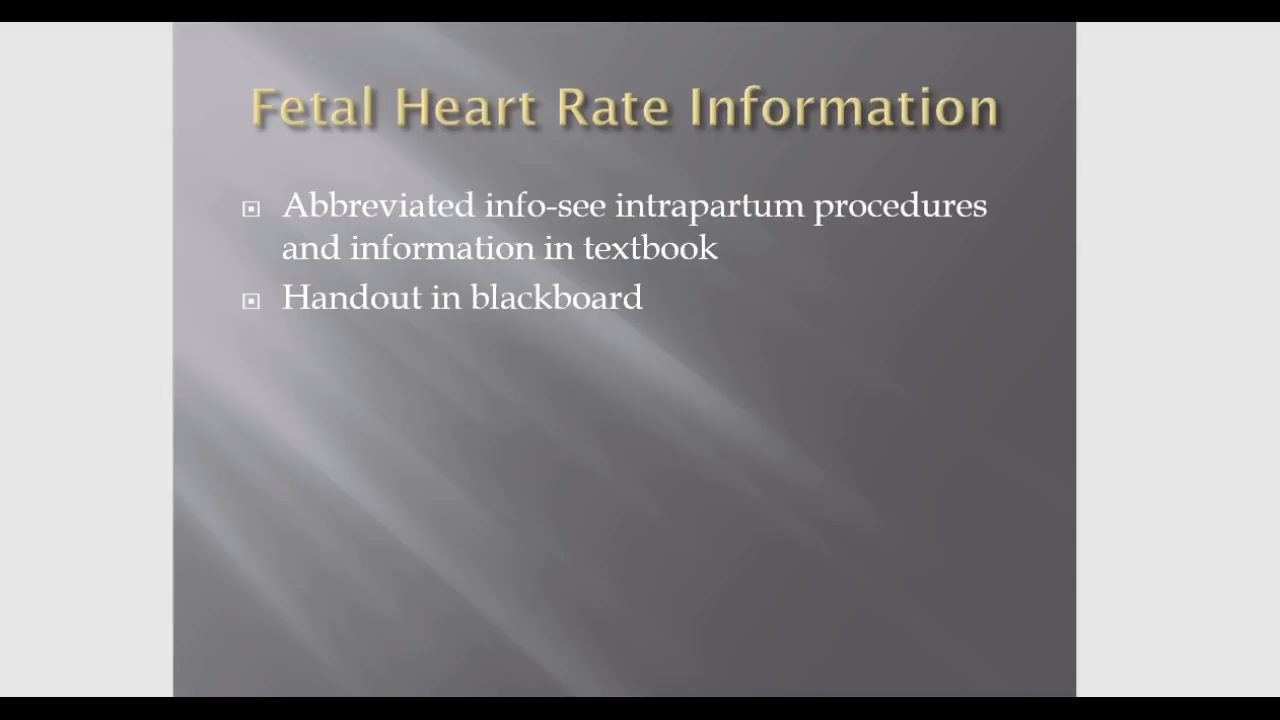 Fetal Heart Rate Information
Abbreviated info-see intrapartum procedures
and information in textbook
Handout in blackboard